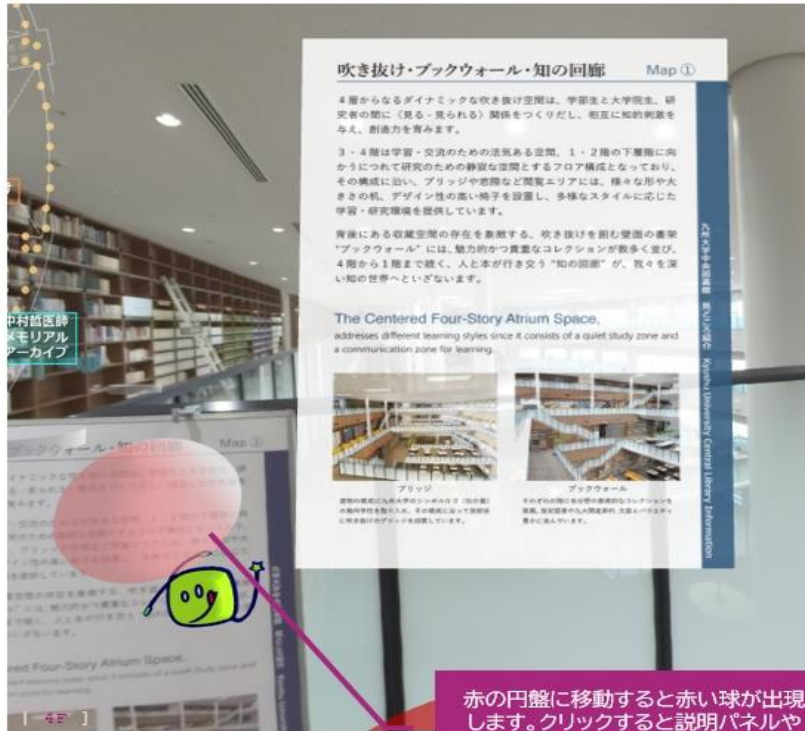 吹き抜け・ブックウォール・知の回廊 Map ①
4層からなるダイナミックな吹き抜け空間は、学部生と大学院生、研
究者の間に〈見る - 見られる〉関係をつくりだし、相互に知的刺激を
与え、創造力を育みます。
3・4階は学習・交流のための活気ある空間、1・2階の下層階に向
かうにつれて研究のための静寂な空間とするフロア構成となっており、
その構成に沿い、ブリッジや窓際など閲覧エリアには、様々な形や大
きさの机、デザイン性の高い椅子を設置し、多様なスタイルに応じた
学習・研究環境を提供しています。
背後にある収蔵空間の存在を象徴する、吹き抜けを囲む壁面の書架
“ブックウォール” には、魅力的かつ貴重なコレクションが数多く並び、
4階から1階まで続く、人と本が行き交う “知の回廊” が、我々を深
い知の世界へといざないます。
The Centered Four-Story Atrium Space,
addresses different learning styles since it consists of a quiet study zone and
a communication zone for learning.
ブリッジ
ブックウォール
九州大学中央図書館 Kyushu University Central Library Information
中村哲医師
メモリアル
アーカイブ
ブックウォール・知の回廊 Map ①
Four-Story Atrium Space,
[ 4F ]
赤の円盤に移動すると赤い球が出現
します。クリックすると説明パネルや